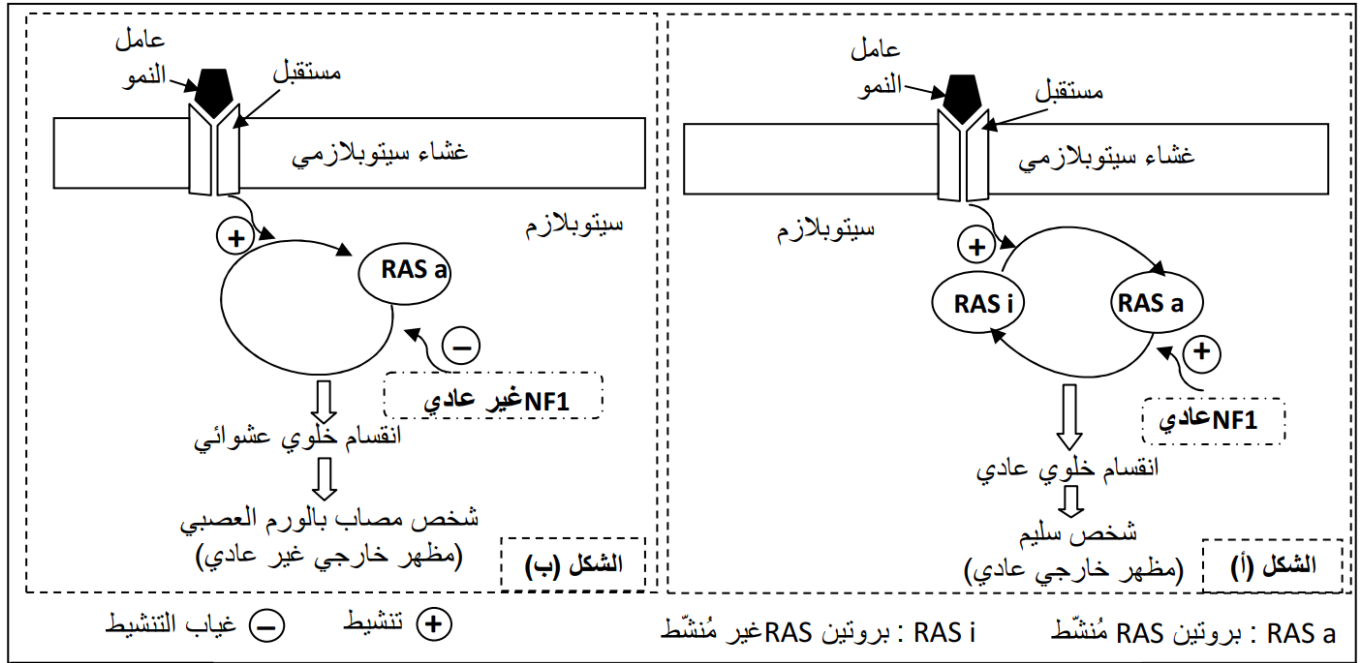 عامل
النمو
مستقبل
غشاء سيتوبلازمي
سيتوبلازم
+
RAS i
RAS a
+
NF1عادي
انقسام خلوي عادي
شخص سليم
(مظهر خارجي عادي)
الشكل (أ)
عامل
النمو
مستقبل
غشاء سيتوبلازمي
سيتوبلازم
+
RAS a
−
NF1غير عادي
انقسام خلوي عشوائي
شخص مصاب بالورم العصبي
(مظهر خارجي غير عادي)
الشكل (ب)
RAS a : بروتين RAS مُنشّط RAS i : بروتين RASغير مُنشّط + تنشيط − غياب التنشيط